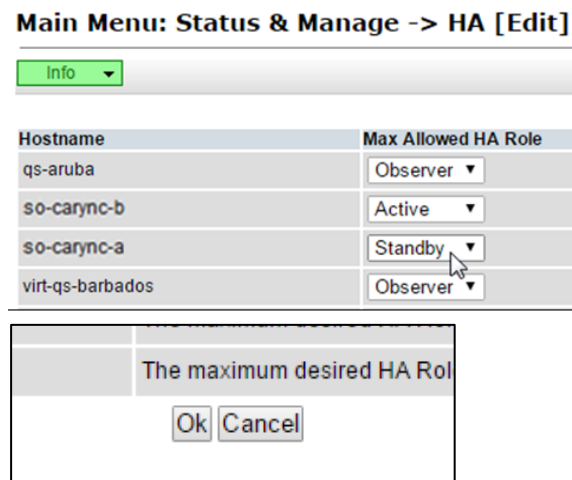 Main Menu: Status & Manage -> HA [Edit]
Info
Hostname Max Allowed HA Role
qs-aruba Observer
so-carync-b Active
so-carync-a Standby
virt-qs-barbados Observer
The maximum desired HA Rol
Ok Cancel